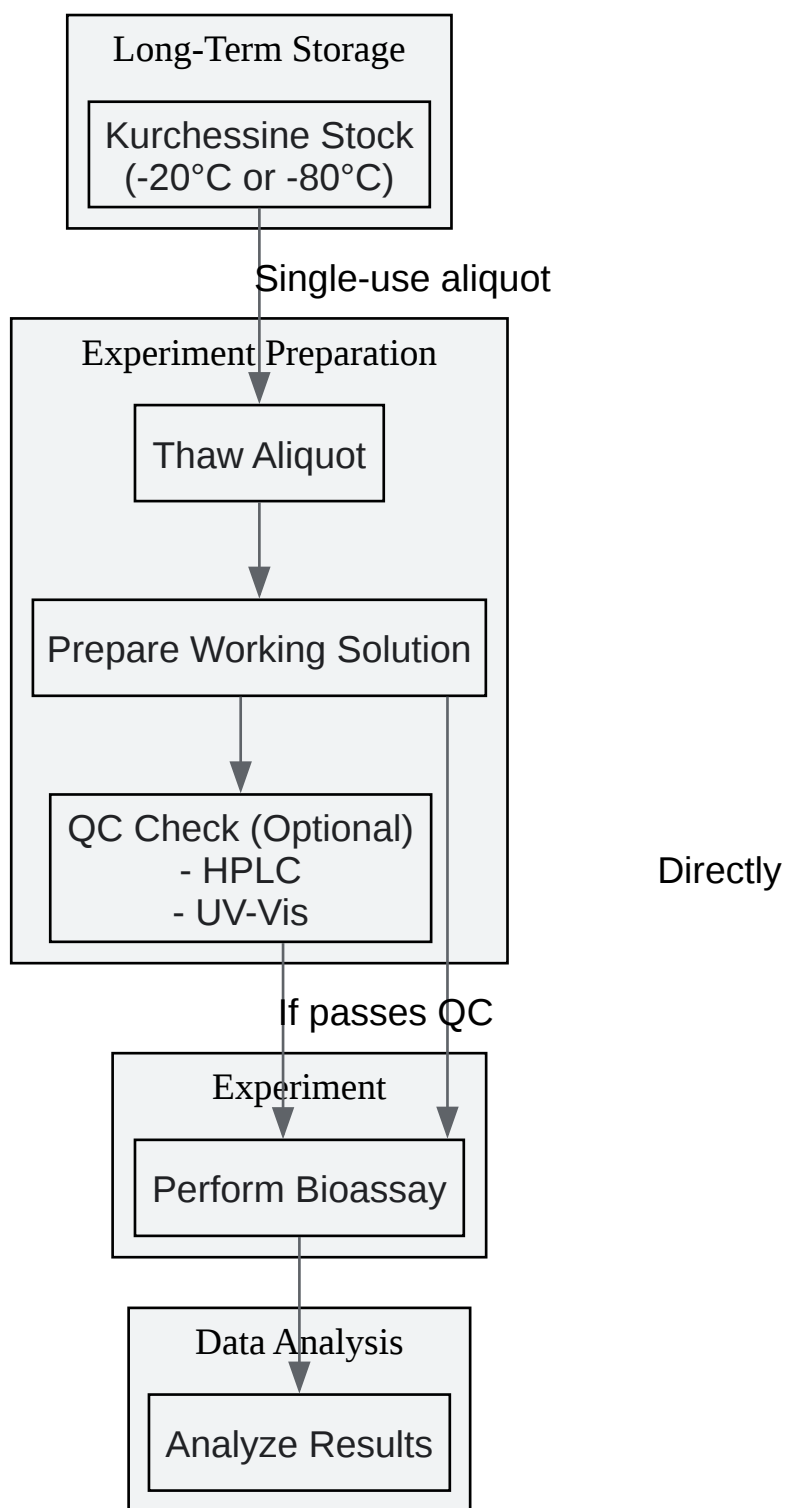 Long-Term Storage
Kurchessine Stock
(-20°C or -80°C)
Single-use aliquot
Experiment Preparation
Thaw Aliquot
Prepare Working Solution
QC Check (Optional)
- HPLC
- UV-Vis
Directly
If passes QC
Experiment
Perform Bioassay
Data Analysis
Analyze Results